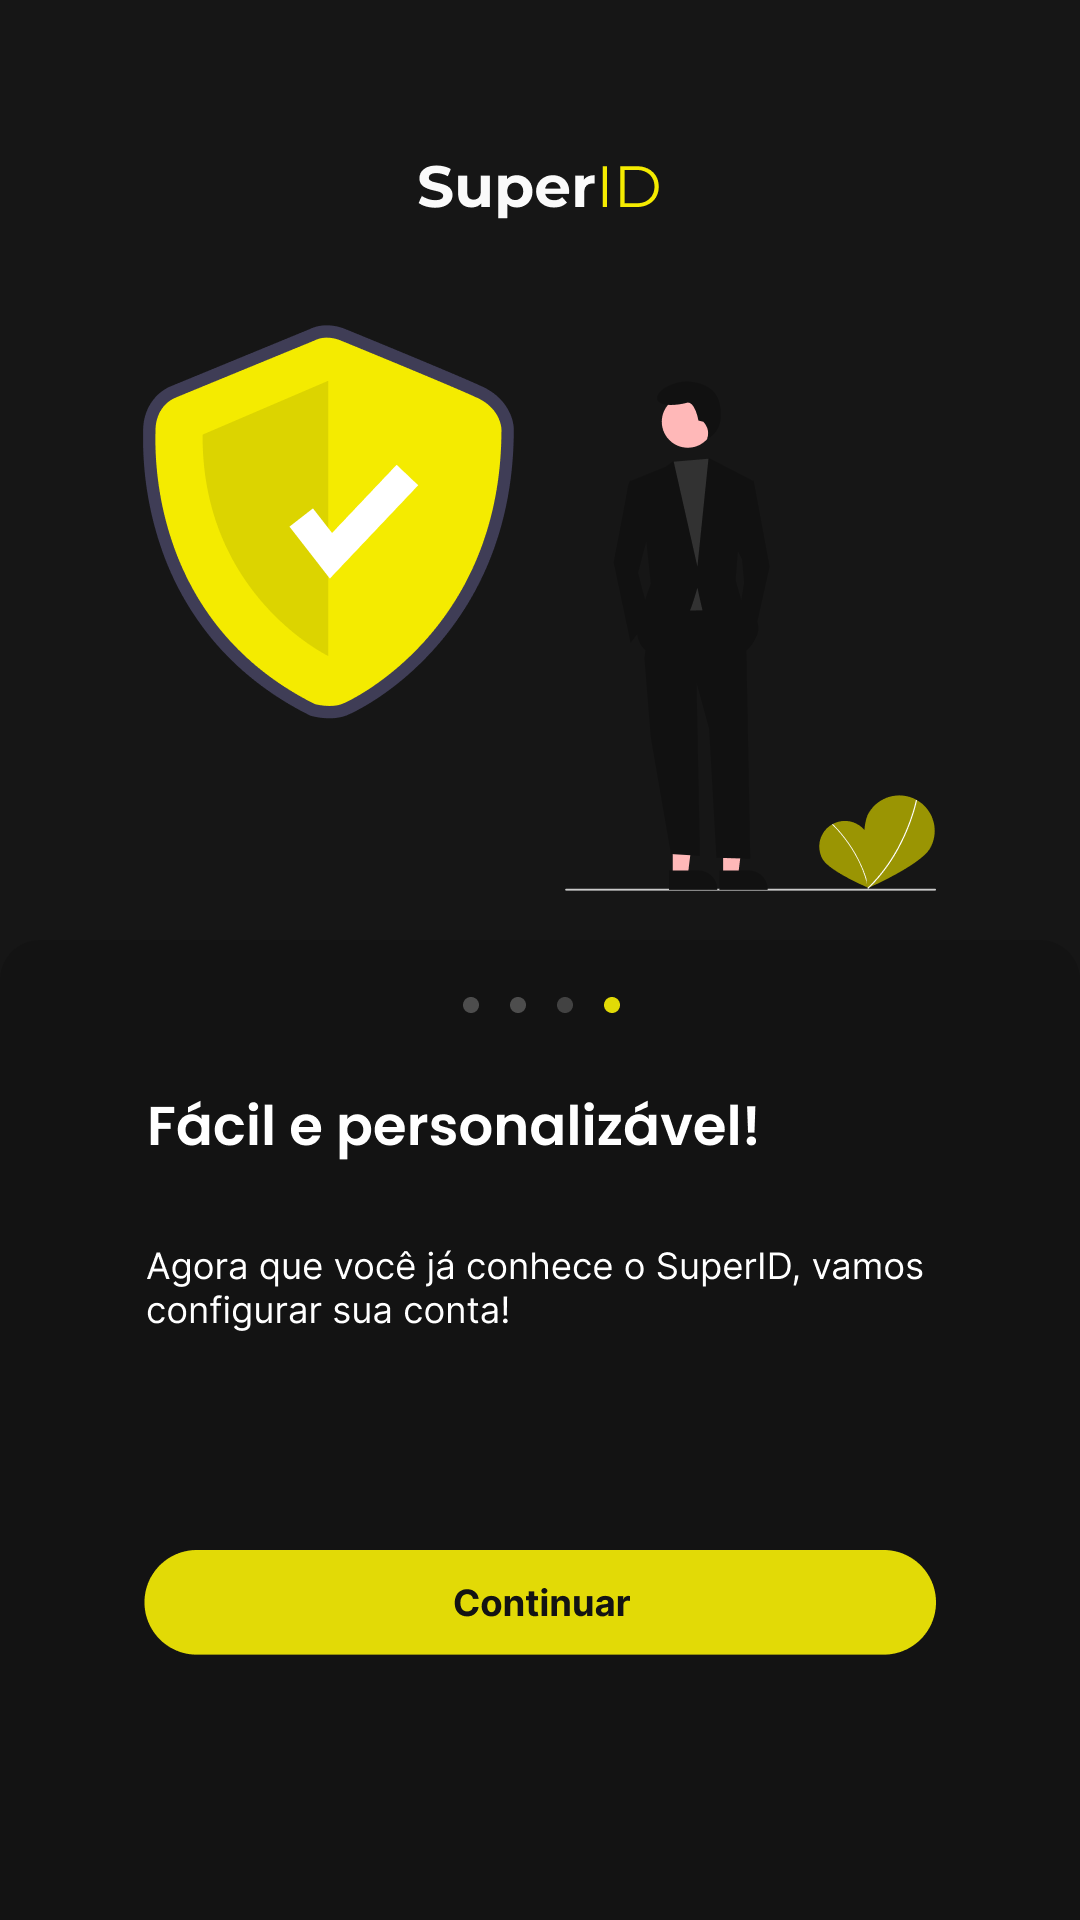 SuperID
Fácil e personalizável!
Agora que você já conhece o SuperID, vamos
configurar sua conta!
Continuar